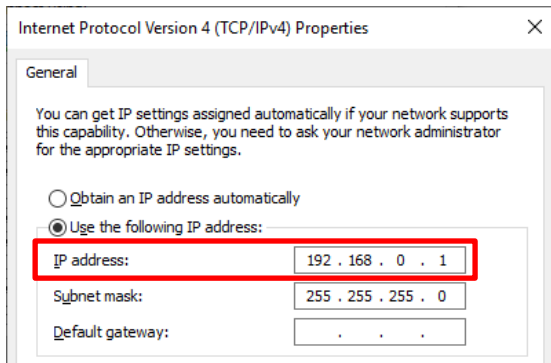 Internet Protocol Version 4 (TCP/IPv4) Properties
General
You can get IP settings assigned automatically if your network supports
this capability. Otherwise, you need to ask your network administrator
for the appropriate IP settings.
Obtain an IP address automatically
Use the following IP address:
IP address: 192 . 168 . 0 . 1
Subnet mask: 255 . 255 . 255 . 0
Default gateway: . . .